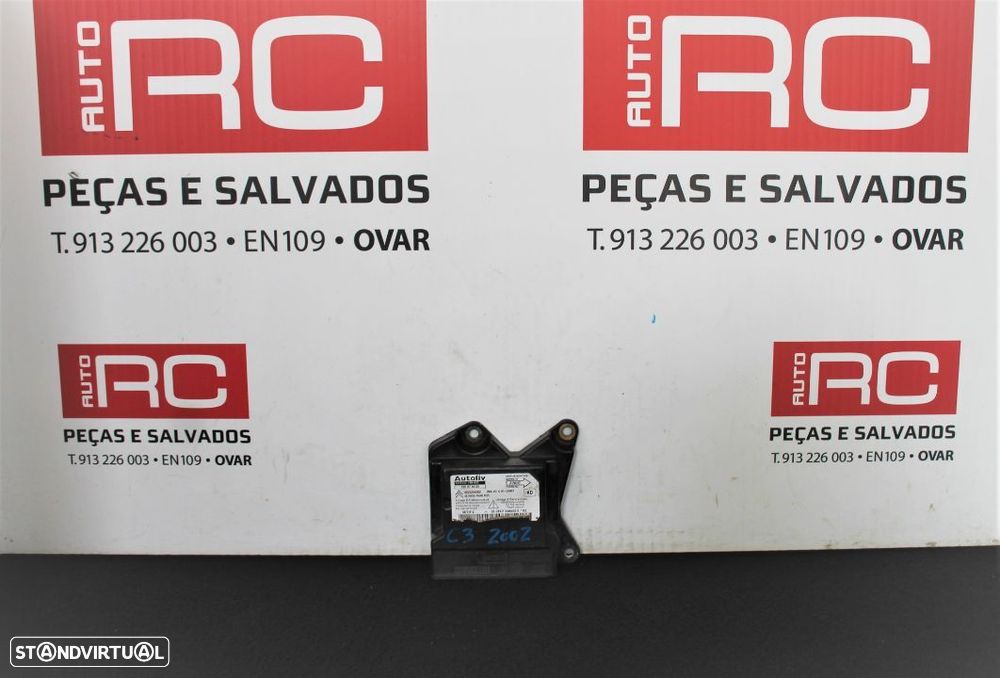 AUTO RC
PEÇAS E SALVADOS
T. 913 226 003 • EN109 • OVAR
AUTO RC
PEÇAS E SALVADOS
T. 913 226 003 • EN109 • OVAR
AUTO RC
PEÇAS E SALVADOS
T. 913 226 003 • EN109 • OVAR
AUTO RC
PEÇAS E SALVADOS
T. 913 226 003 • EN109 • OVAR
Autoliv
C3 2002
STANDVIRTUAL